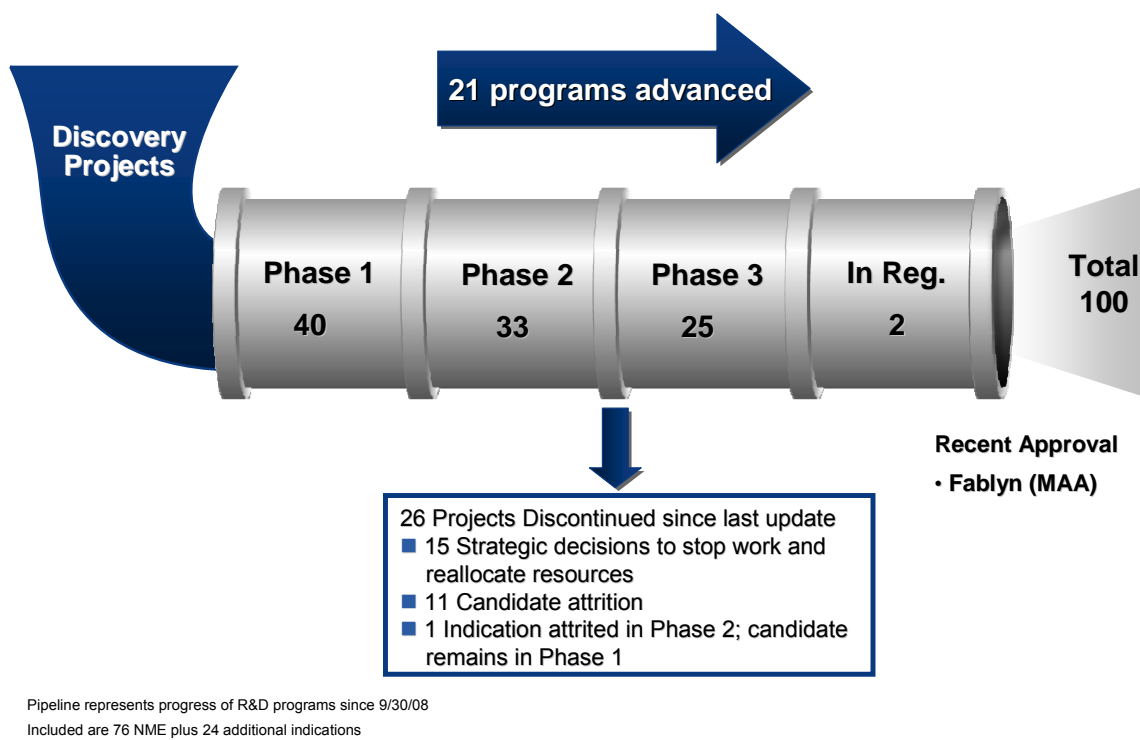 21 programs advanced
Discovery
Projects
Phase 1
40
Phase 2
33
Phase 3
25
In Reg.
2
Total
100
Recent Approval
• Fablyn (MAA)
26 Projects Discontinued since last update
15 Strategic decisions to stop work and
reallocate resources
11 Candidate attrition
1 Indication attrited in Phase 2; candidate
remains in Phase 1
Pipeline represents progress of R&D programs since 9/30/08
Included are 76 NME plus 24 additional indications